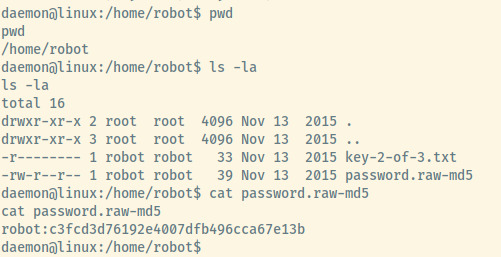 daemon@linux:/home/robot$ pwd
pwd
/home/robot
daemon@linux:/home/robot$ ls -la
ls -la
total 16
drwxr-xr-x 2 root  root  4096 Nov 13  2015 .
drwxr-xr-x 3 root  root  4096 Nov 13  2015 ..
-r-------- 1 robot robot   33 Nov 13  2015 key-2-of-3.txt
-rw-r--r-- 1 robot robot   39 Nov 13  2015 password.raw-md5
daemon@linux:/home/robot$ cat password.raw-md5
cat password.raw-md5
robot:c3fcd3d76192e4007dfb496cca67e13b
daemon@linux:/home/robot$